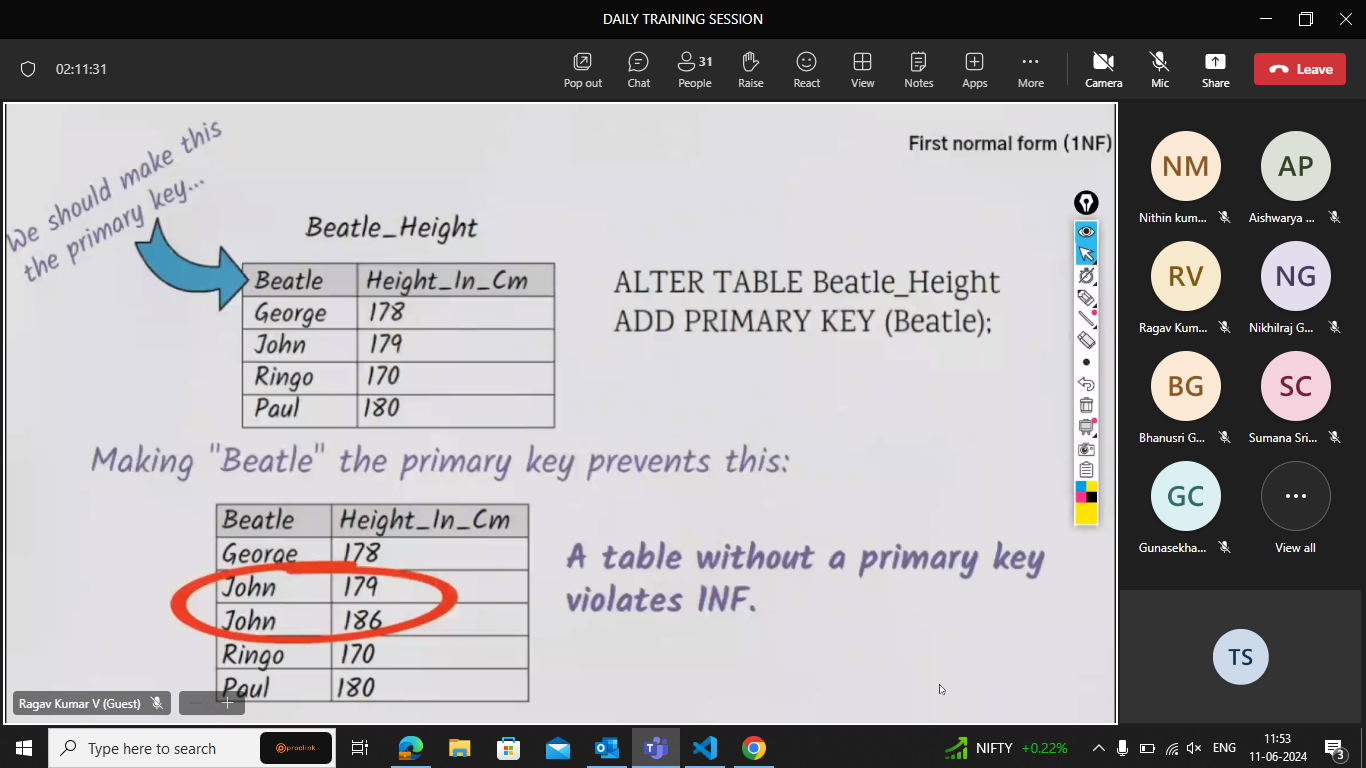 DAILY TRAINING SESSION
02:11:31
Pop out
Chat
31
People
Raise
React
View
Notes
Apps
More
Camera
Mic
Share
Leave
We should make this
the primary key...
First normal form (1NF)
Beatle_Height
Beatle Height_In_Cm
George 178
John 179
Ringo 170
Paul 180
ALTER TABLE Beatle_Height
ADD PRIMARY KEY (Beatle);
Making "Beatle" the primary key prevents this:
Beatle Height_In_Cm
George 178
John 179
John 186
Ringo 170
Paul 180
A table without a primary key
violates 1NF.
Ragav Kumar V (Guest)
NM
Nithin kum...
AP
Aishwarya ...
RV
Ragav Kum...
NG
Nikhilraj G...
BG
Bhanusri G...
SC
Sumana Sri...
GC
Gunasekha...
View all
TS
Type here to search
proclink
NIFTY +0.22%
ENG
11:53
11-06-2024
3